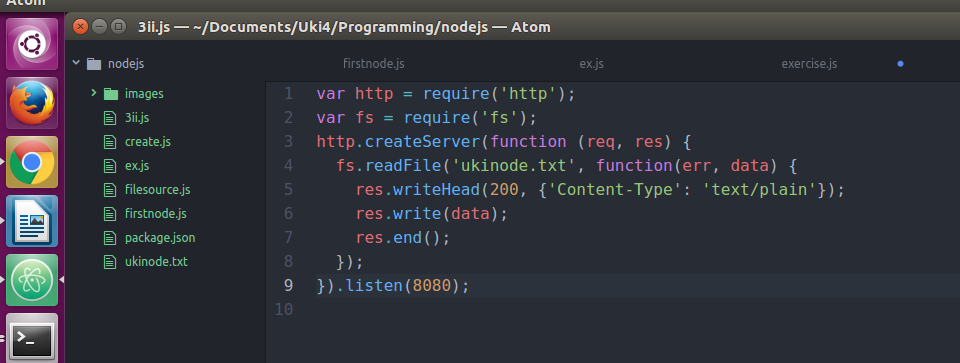 Atom
3ii.js — ~/Documents/Uki4/Programming/nodejs — Atom
nodejs
firstnode.js
ex.js
exercise.js
images
3ii.js
create.js
ex.js
filesource.js
firstnode.js
package.json
ukinode.txt
1 var http = require('http');
2 var fs = require('fs');
3 http.createServer(function (req, res) {
4 fs.readFile('ukinode.txt', function(err, data) {
5 res.writeHead(200, {'Content-Type': 'text/plain'});
6 res.write(data);
7 res.end();
8 });
9 }).listen(8080);
10